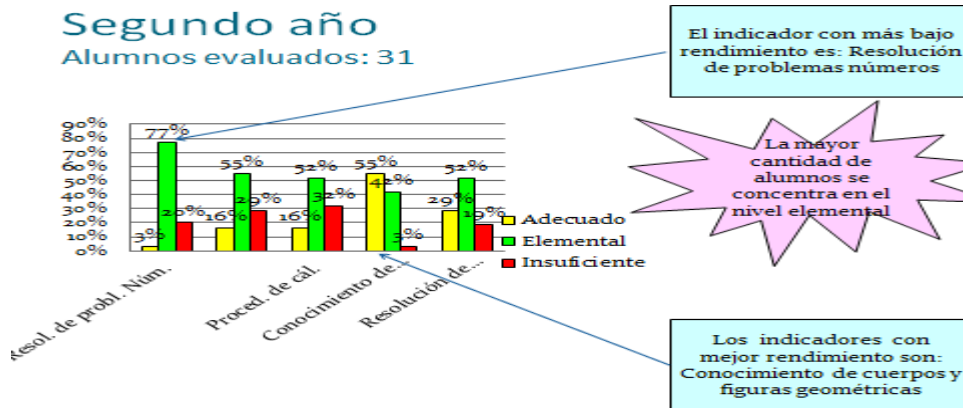 Segundo año
Alumnos evaluados: 31
El indicador con más bajo
rendimiento es: Resolución
de problemas números
90%
80%
70%
60%
50%
40%
30%
20%
10%
0%
3%
77%
20%
16%
55%
29%
16%
52%
32%
55%
42%
3%
29%
52%
19%
Resol. de probl. Núm.
Proced. de cál.
Conocimiento de...
Resolución de...
Adecuado
Elemental
Insuficiente
La mayor
cantidad de
alumnos se
concentra en el
nivel elemental
Los indicadores con
mejor rendimiento son:
Conocimiento de cuerpos y
figuras geométricas